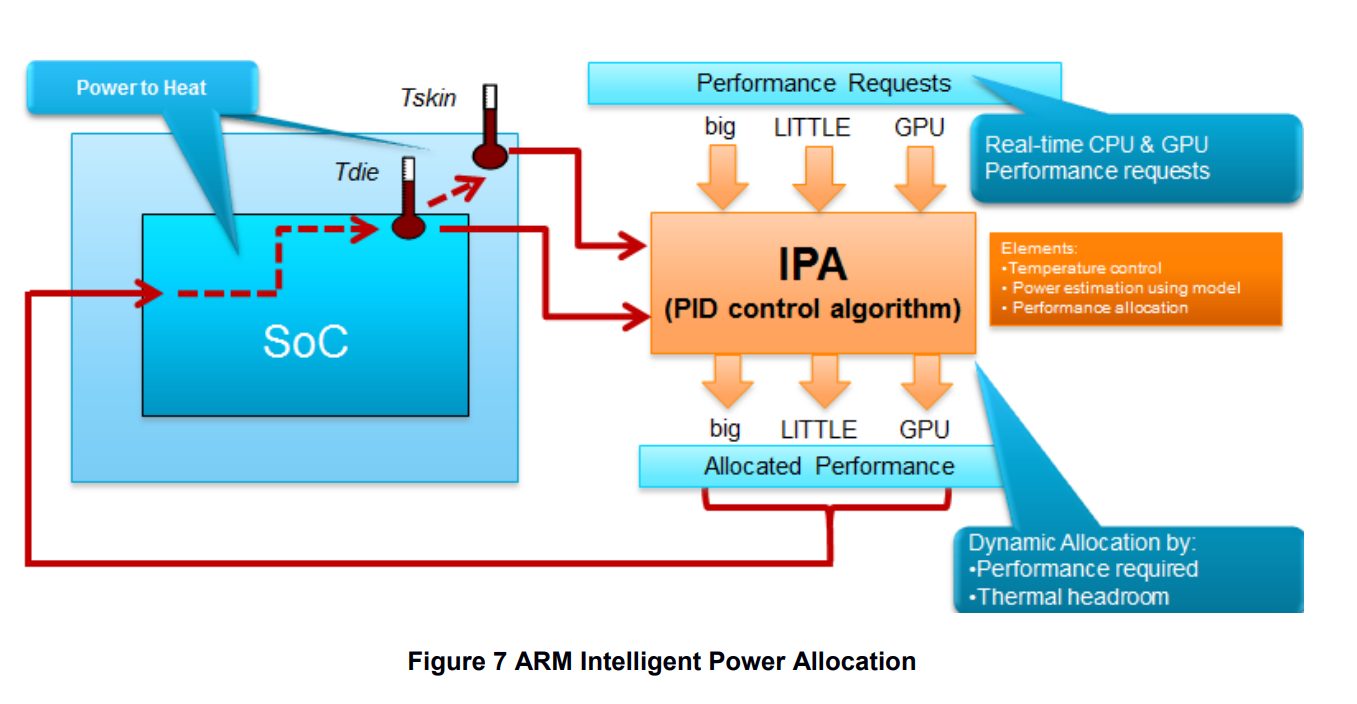 Power to Heat
Tskin
Tdie
SoC
Performance Requests
big LITTLE GPU
Real-time CPU & GPU
Performance requests
IPA
(PID control algorithm)
Elements:
•Temperature control
• Power estimation using model
• Performance allocation
big LITTLE GPU
Allocated Performance
Dynamic Allocation by:
•Performance required
•Thermal headroom
Figure 7 ARM Intelligent Power Allocation